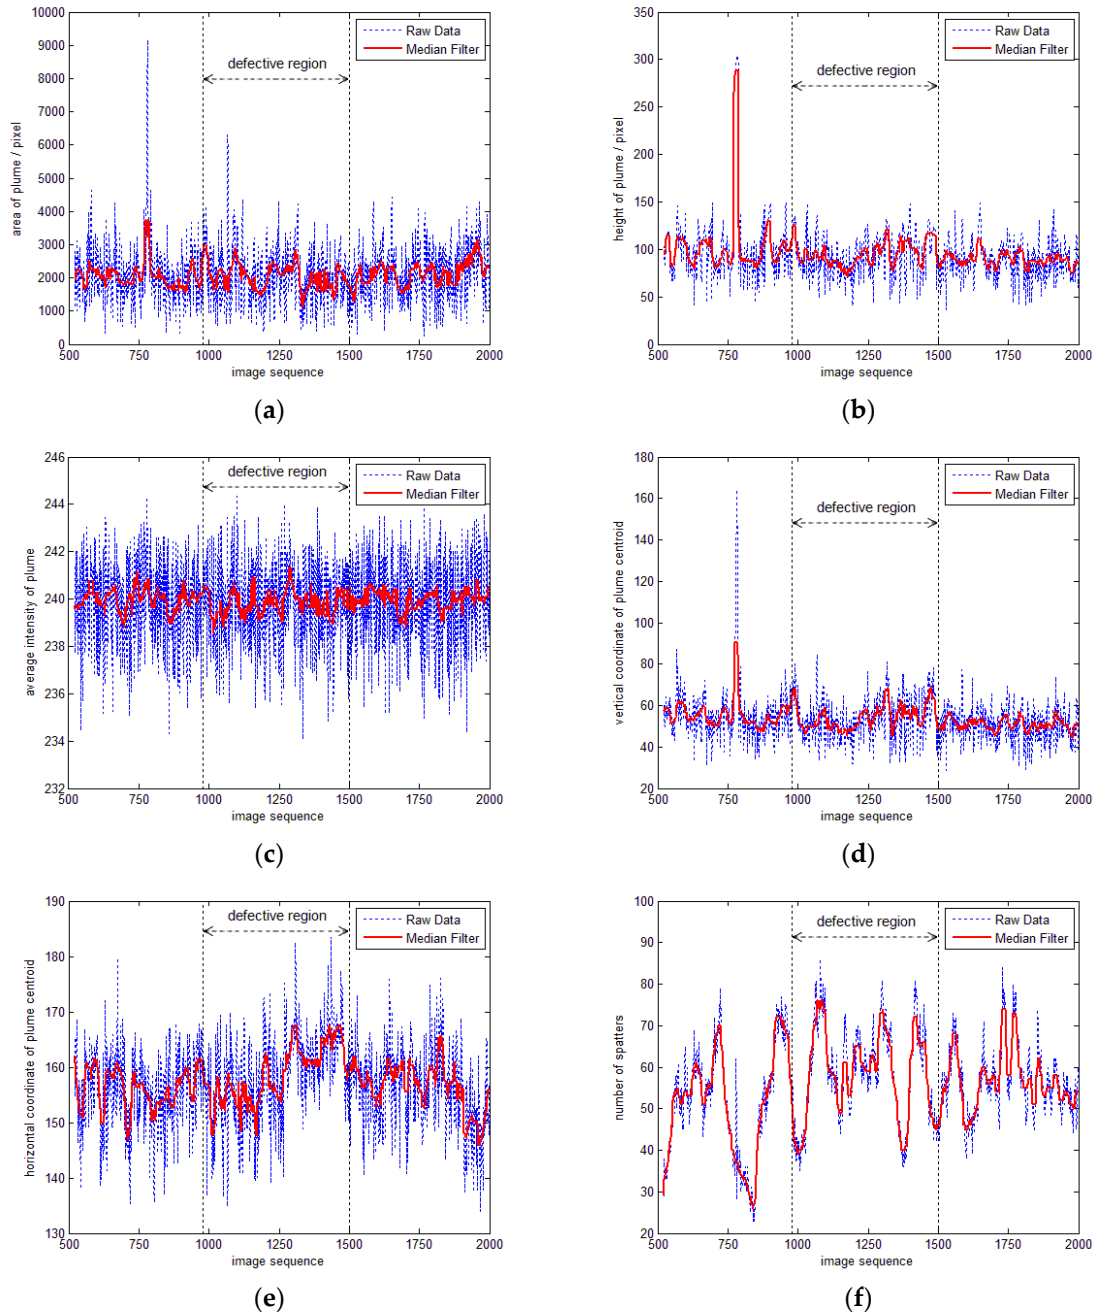 10000
9000
8000
7000
6000
5000
4000
3000
2000
1000
0
area of plume / pixel
defective region
Raw Data
Median Filter
500 750 1000 1250 1500 1750 2000
image sequence
(a)
350
300
250
200
150
100
50
0
height of plume / pixel
defective region
Raw Data
Median Filter
500 750 1000 1250 1500 1750 2000
image sequence
(b)
246
244
242
240
238
236
234
232
average intensity of plume
defective region
Raw Data
Median Filter
500 750 1000 1250 1500 1750 2000
image sequence
(c)
180
160
140
120
100
80
60
40
20
vertical coordinate of plume centroid
defective region
Raw Data
Median Filter
500 750 1000 1250 1500 1750 2000
image sequence
(d)
190
180
170
160
150
140
130
horizontal coordinate of plume centroid
defective region
Raw Data
Median Filter
500 750 1000 1250 1500 1750 2000
image sequence
(e)
100
90
80
70
60
50
40
30
20
number of spatters
defective region
Raw Data
Median Filter
500 750 1000 1250 1500 1750 2000
image sequence
(f)